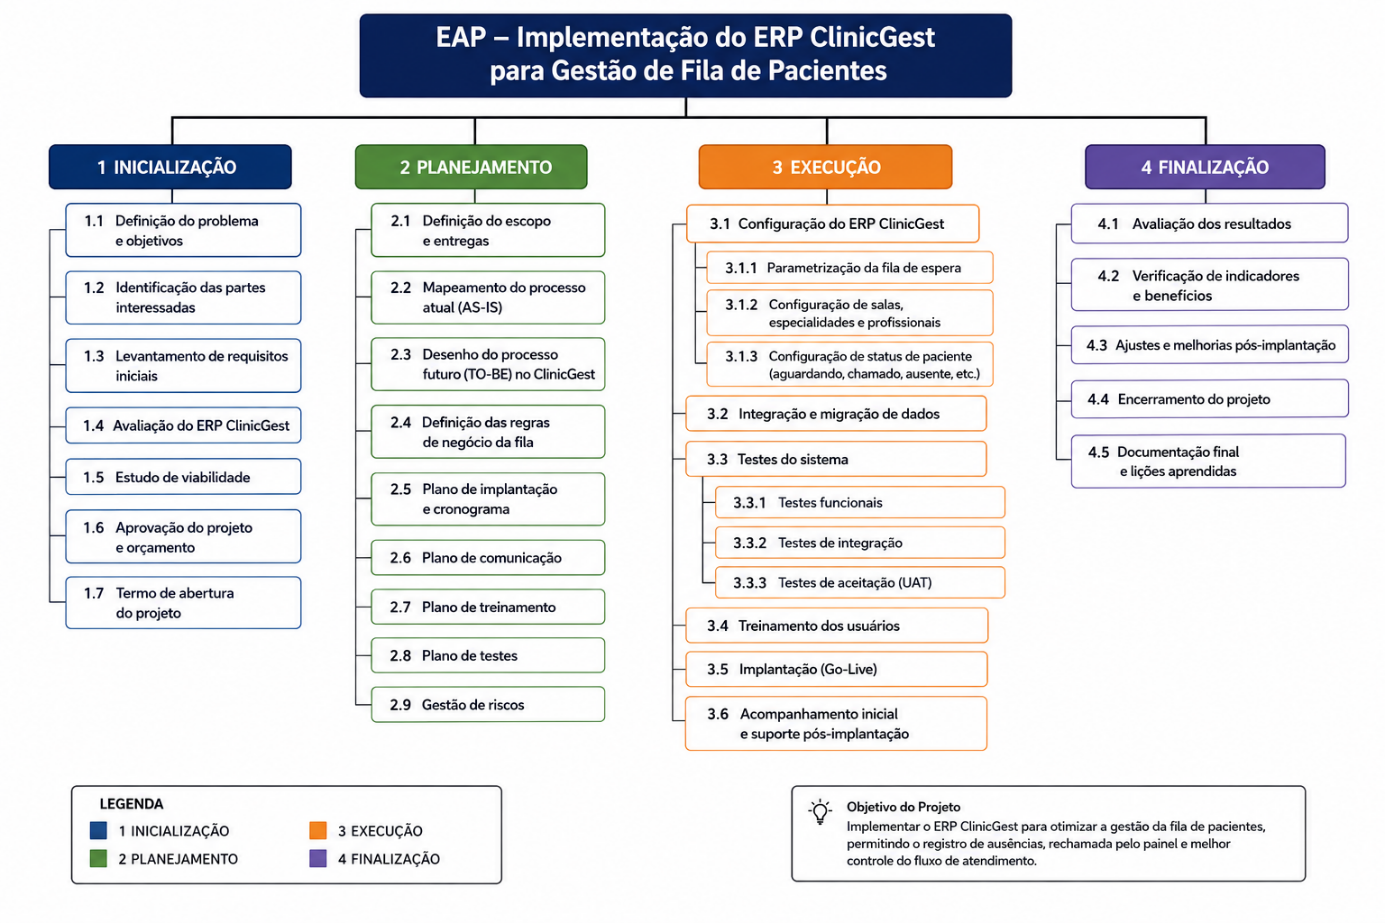 EAP – Implementação do ERP ClinicGest
para Gestão de Fila de Pacientes
1 INICIALIZAÇÃO
1.1 Definição do problema
e objetivos
1.2 Identificação das partes
interessadas
1.3 Levantamento de requisitos
iniciais
1.4 Avaliação do ERP ClinicGest
1.5 Estudo de viabilidade
1.6 Aprovação do projeto
e orçamento
1.7 Termo de abertura
do projeto
2 PLANEJAMENTO
2.1 Definição do escopo
e entregas
2.2 Mapeamento do processo
atual (AS-IS)
2.3 Desenho do processo
futuro (TO-BE) no ClinicGest
2.4 Definição das regras
de negócio da fila
2.5 Plano de implantação
e cronograma
2.6 Plano de comunicação
2.7 Plano de treinamento
2.8 Plano de testes
2.9 Gestão de riscos
3 EXECUÇÃO
3.1 Configuração do ERP ClinicGest
3.1.1 Parametrização da fila de espera
3.1.2 Configuração de salas,
especialidades e profissionais
3.1.3 Configuração de status de paciente
(aguardando, chamado, ausente, etc.)
3.2 Integração e migração de dados
3.3 Testes do sistema
3.3.1 Testes funcionais
3.3.2 Testes de integração
3.3.3 Testes de aceitação (UAT)
3.4 Treinamento dos usuários
3.5 Implantação (Go-Live)
3.6 Acompanhamento inicial
e suporte pós-implantação
4 FINALIZAÇÃO
4.1 Avaliação dos resultados
4.2 Verificação de indicadores
e benefícios
4.3 Ajustes e melhorias pós-implantação
4.4 Encerramento do projeto
4.5 Documentação final
e lições aprendidas
LEGENDA
1 INICIALIZAÇÃO
2 PLANEJAMENTO
3 EXECUÇÃO
4 FINALIZAÇÃO
Objetivo do Projeto
Implementar o ERP ClinicGest para otimizar a gestão da fila de pacientes,
permitindo o registro de ausências, rechamada pelo painel e melhor
controle do fluxo de atendimento.